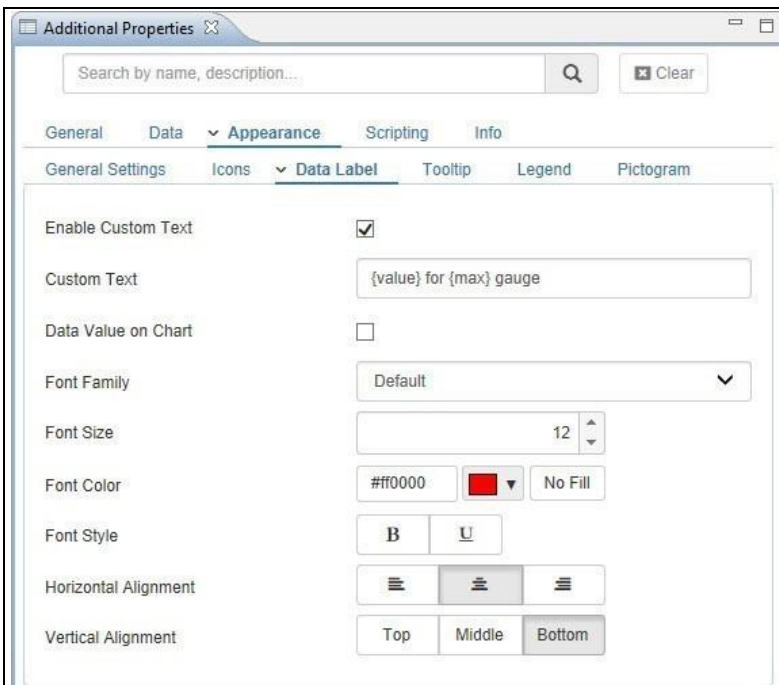 Additional Properties
Search by name, description... Clear
General Data Appearance Scripting Info
General Settings Icons Data Label Tooltip Legend Pictogram
Enable Custom Text
Custom Text {value} for {max} gauge
Data Value on Chart
Font Family Default
Font Size 12
Font Color #ff0000 No Fill
Font Style B U
Horizontal Alignment
Vertical Alignment Top Middle Bottom